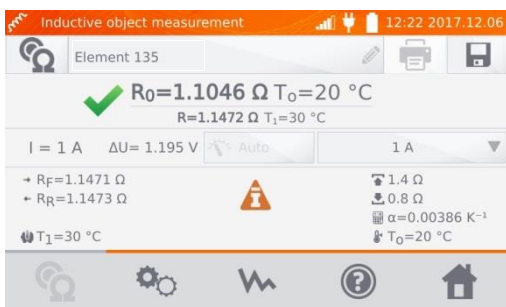 Inductive object measurement 12:22 2017.12.06
Element 135
R0=1.1046 Ω To=20 °C
R=1.1472 Ω T1=30 °C
I = 1 A ΔU= 1.195 V Auto 1 A
→ RF=1.1471 Ω 1.4 Ω
← RR=1.1473 Ω 0.8 Ω
α=0.00386 K⁻¹
T1=30 °C To=20 °C